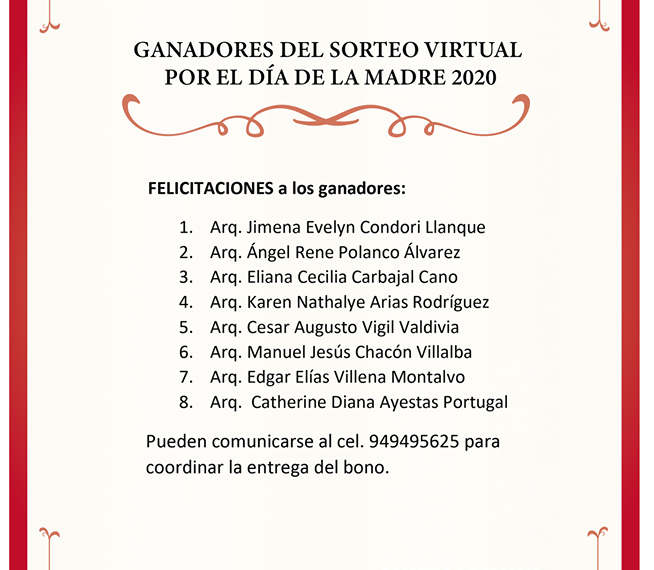 GANADORES DEL SORTEO VIRTUAL
POR EL DÍA DE LA MADRE 2020
FELICITACIONES a los ganadores:
1. Arq. Jimena Evelyn Condori Llanque
2. Arq. Ángel Rene Polanco Álvarez
3. Arq. Eliana Cecilia Carbajal Cano
4. Arq. Karen Nathalye Arias Rodríguez
5. Arq. Cesar Augusto Vigil Valdivia
6. Arq. Manuel Jesús Chacón Villalba
7. Arq. Edgar Elías Villena Montalvo
8. Arq. Catherine Diana Ayestas Portugal
Pueden comunicarse al cel. 949495625 para
coordinar la entrega del bono.